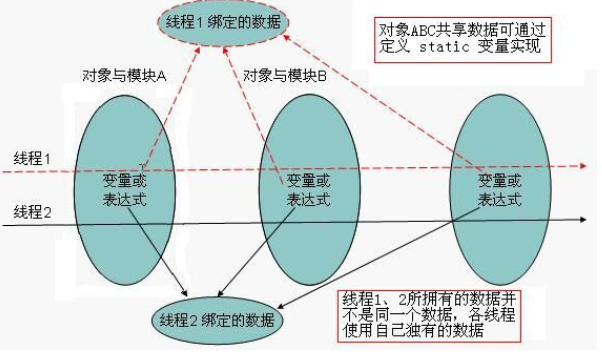 线程1 绑定的数据
对象ABC共享数据可通过
定义 static 变量实现
对象与模块A
对象与模块B
线程1
变量或
表达式
变量或
表达式
变量或
表达式
线程2
线程1、2所拥有的数据并
不是同一个数据，各线程
使用自己独有的数据
线程2 绑定的数据